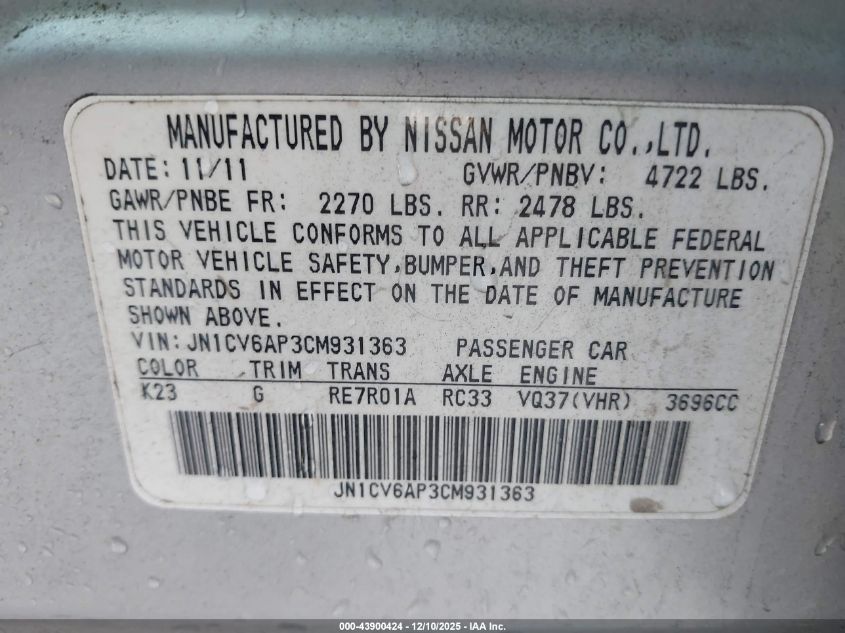 MANUFACTURED BY NISSAN MOTOR CO.,LTD.
DATE: 11/11 GVWR/PNBV: 4722 LBS.
GAWR/PNBE FR: 2270 LBS. RR: 2478 LBS.
THIS VEHICLE CONFORMS TO ALL APPLICABLE FEDERAL
MOTOR VEHICLE SAFETY,BUMPER,AND THEFT PREVENTION
STANDARDS IN EFFECT ON THE DATE OF MANUFACTURE
SHOWN ABOVE.
VIN: JN1CV6AP3CM931363 PASSENGER CAR
COLOR TRIM TRANS AXLE ENGINE
K23 G RE7R01A RC33 VQ37(VHR) 3696CC
JN1CV6AP3CM931363
000-43900424 - 12/10/2025 - IAA Inc.